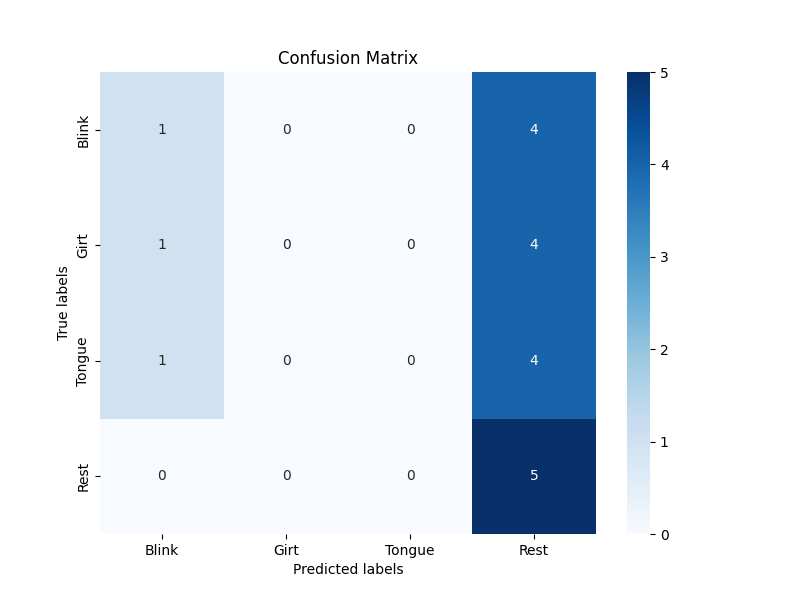 Confusion Matrix
True labels
Blink
1 0 0 4
Girt
1 0 0 4
Tongue
1 0 0 4
Rest
0 0 0 5
Blink Girt Tongue Rest
Predicted labels
5
4
3
2
1
0